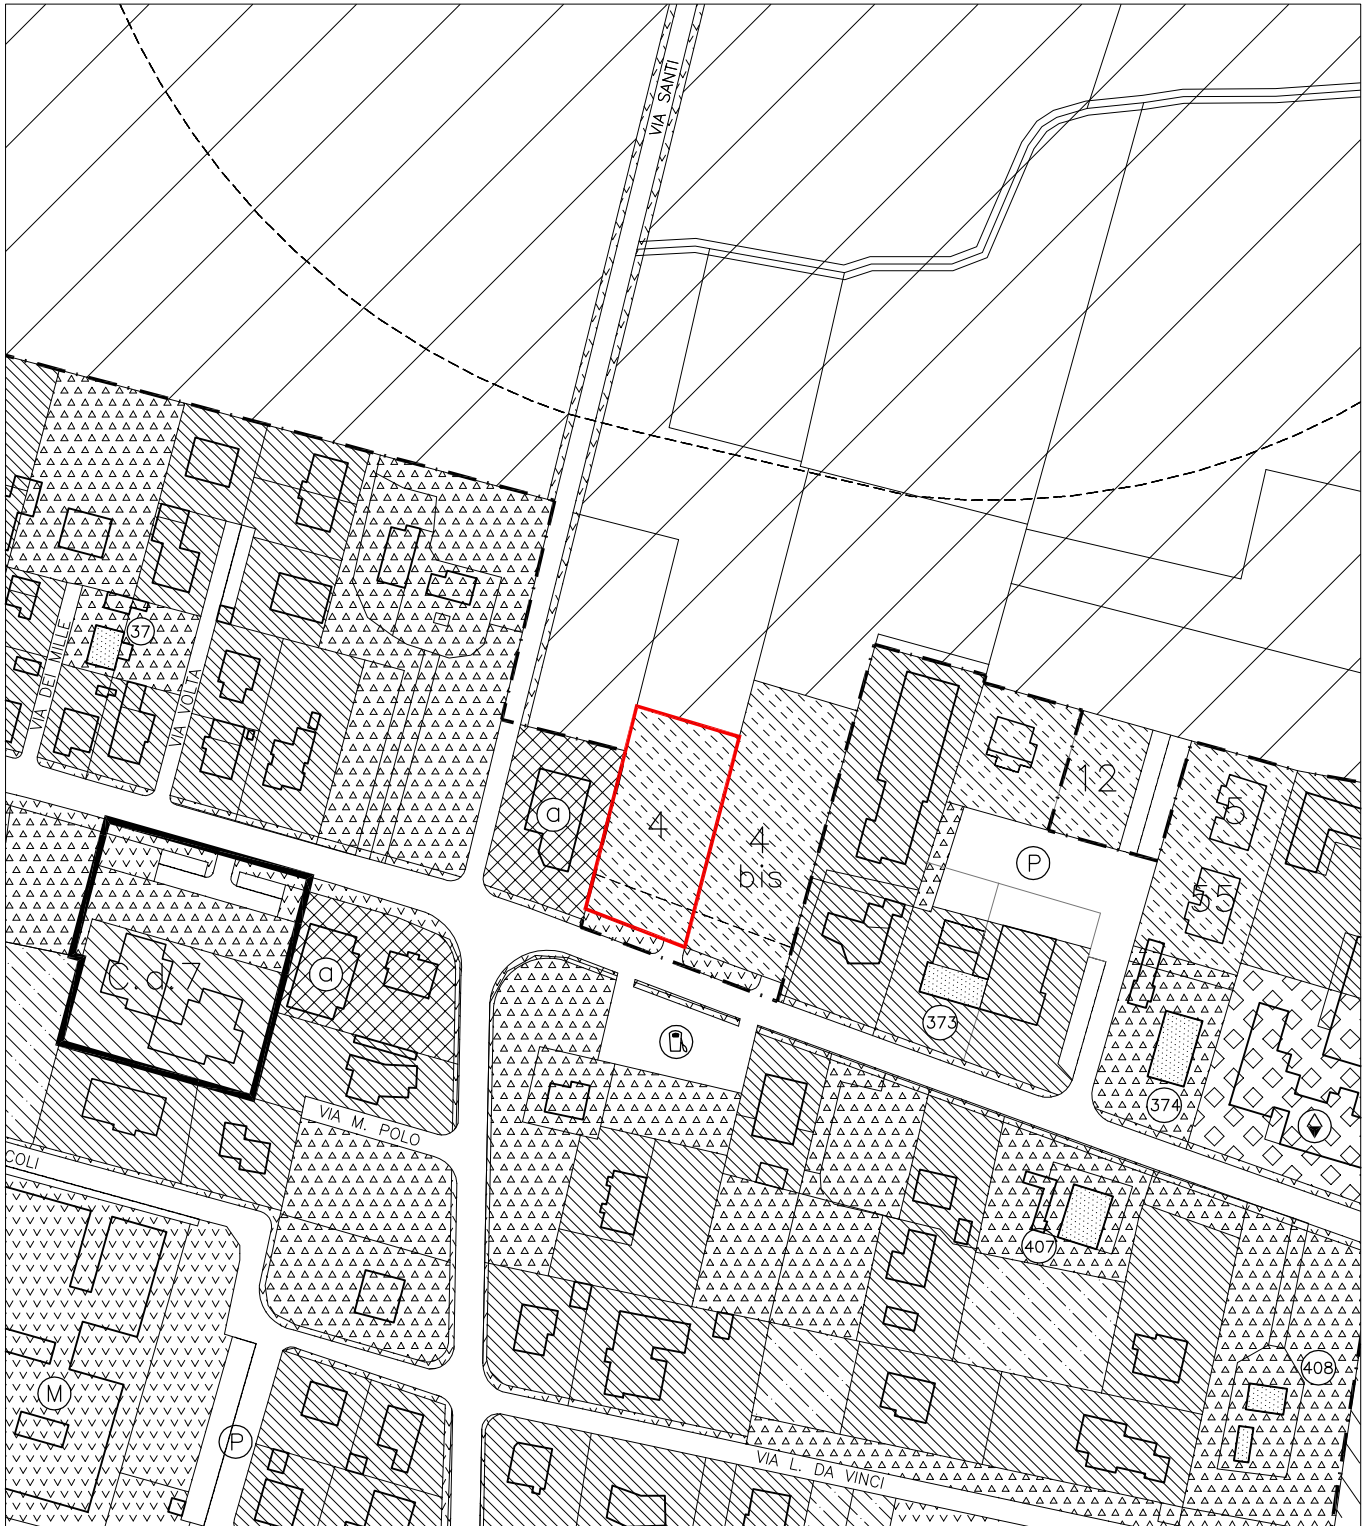 VIA SANTI
37
VIA DEI MILLE
VIA VOLTA
12
5
4
4
bis
a
P
55
C.d.7
a
373
374
VIA M. POLO
COLI
407
408
M
P
VIA L. DA VINCI